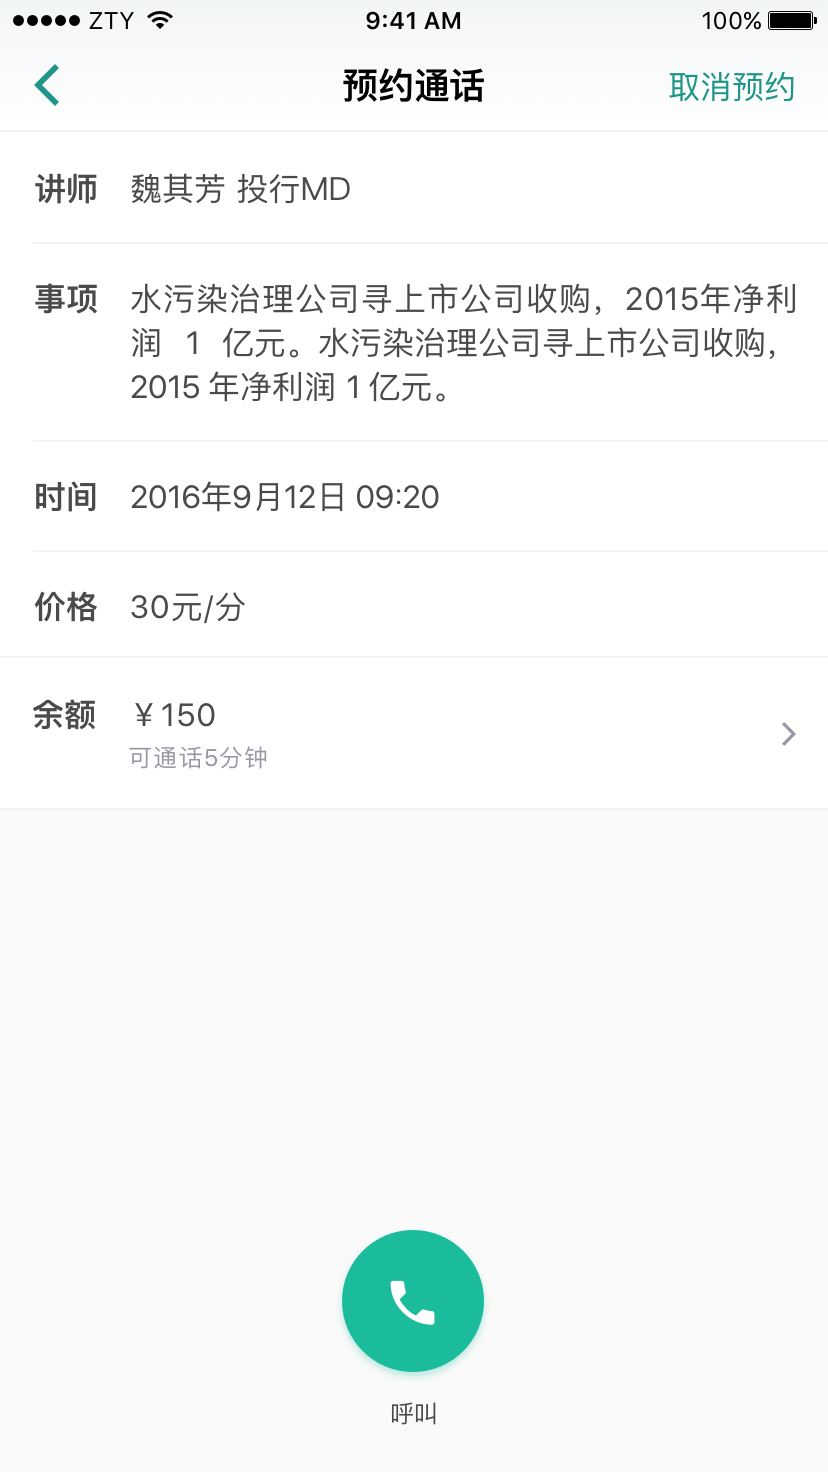 ZTY 9:41 AM 100%
预约通话 取消预约
讲师 魏其芳 投行MD
事项 水污染治理公司寻上市公司收购，2015年净利
润 1 亿元。水污染治理公司寻上市公司收购，
2015 年净利润 1 亿元。
时间 2016年9月12日 09:20
价格 30元/分
余额 ￥150
可通话5分钟
呼叫